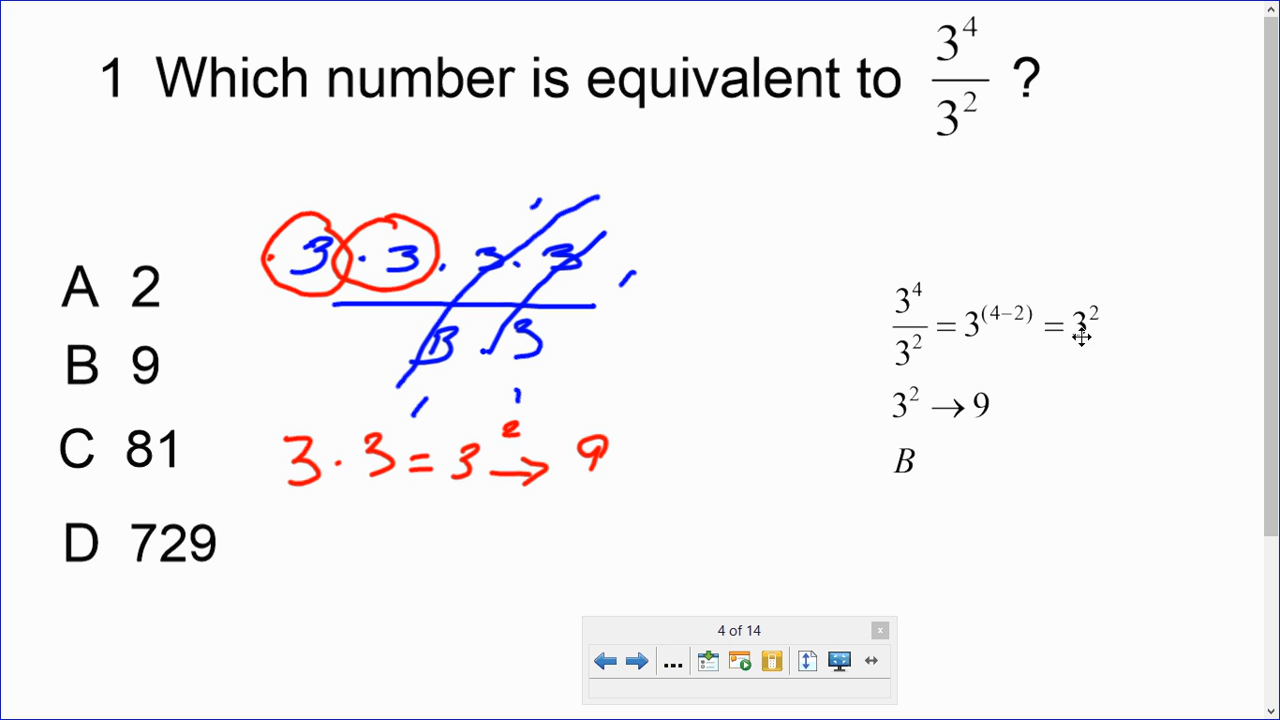 1 Which number is equivalent to 3^4/3^2 ?
· 3 · 3 · 3 · 3
3 · 3
3 · 3 = 3^2 → 9
A 2
B 9
C 81
D 729
3^4/3^2 = 3^(4−2) = 3^2
3^2 → 9
B
4 of 14